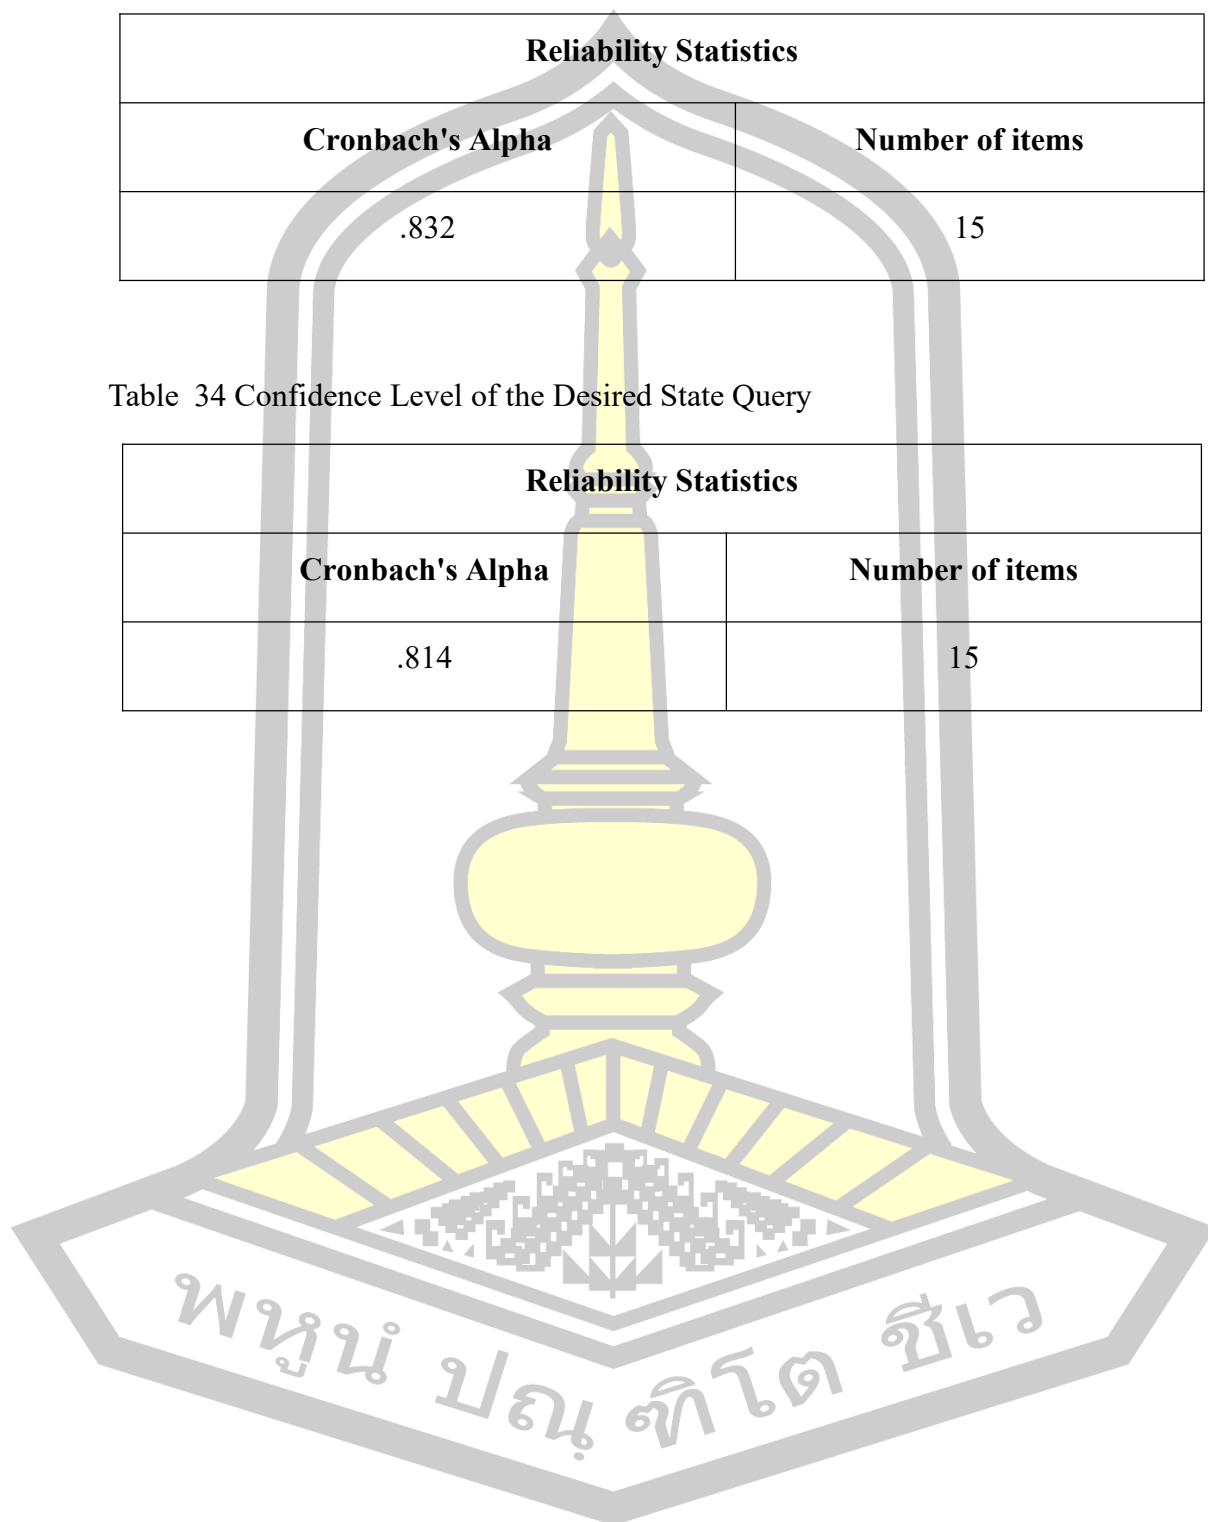 Reliability Statistics
Cronbach's Alpha Number of items
.832 15
Table 34 Confidence Level of the Desired State Query
Reliability Statistics
Cronbach's Alpha Number of items
.814 15
พหูนํ ปณฺฑิโต ชีเว